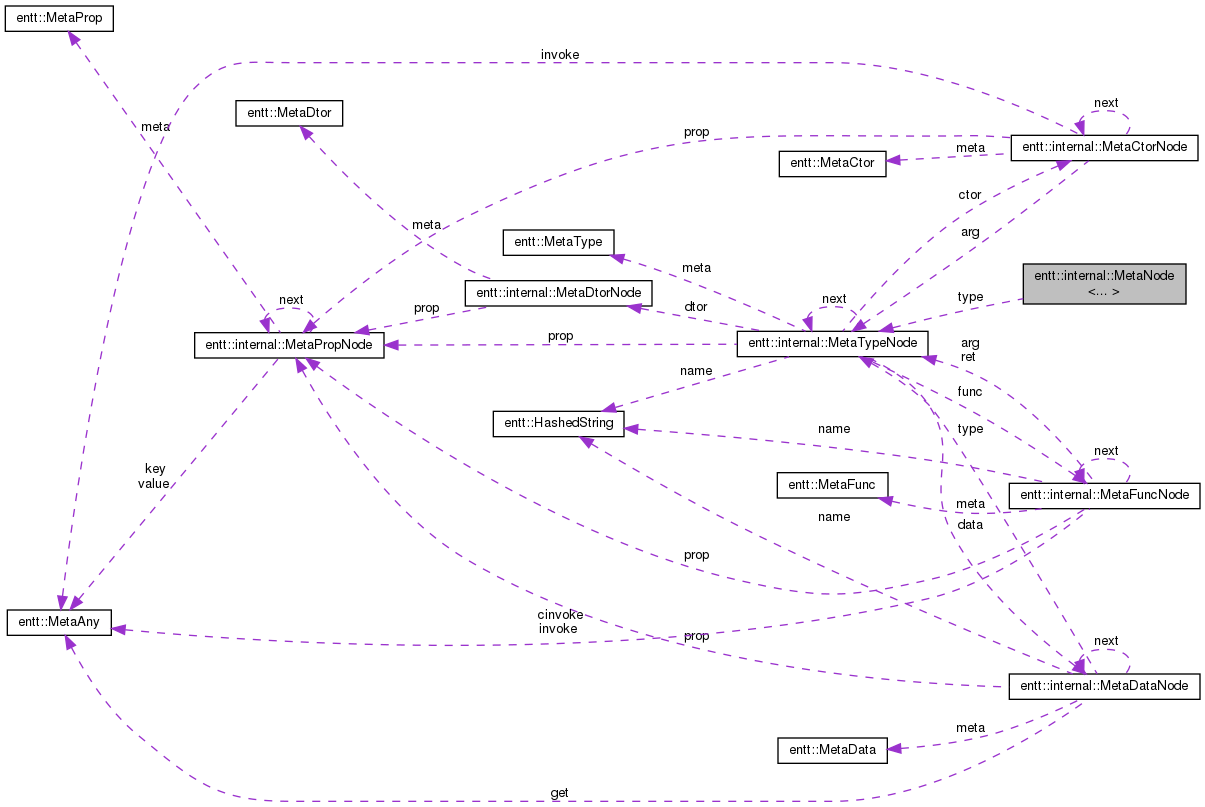 entt::MetaProp
invoke
next
entt::MetaDtor
meta
prop
entt::internal::MetaCtorNode
meta
entt::MetaCtor
ctor
meta
arg
entt::MetaType
meta
entt::internal::MetaNode
<... >
entt::internal::MetaDtorNode
type
next
next
dtor
prop
prop
entt::internal::MetaPropNode
entt::internal::MetaTypeNode
arg
ret
name
func
entt::HashedString
name
type
next
key
value
entt::MetaFunc
entt::internal::MetaFuncNode
meta
name
data
prop
cinvoke
invoke
entt::MetaAny
prop
next
entt::internal::MetaDataNode
meta
entt::MetaData
get